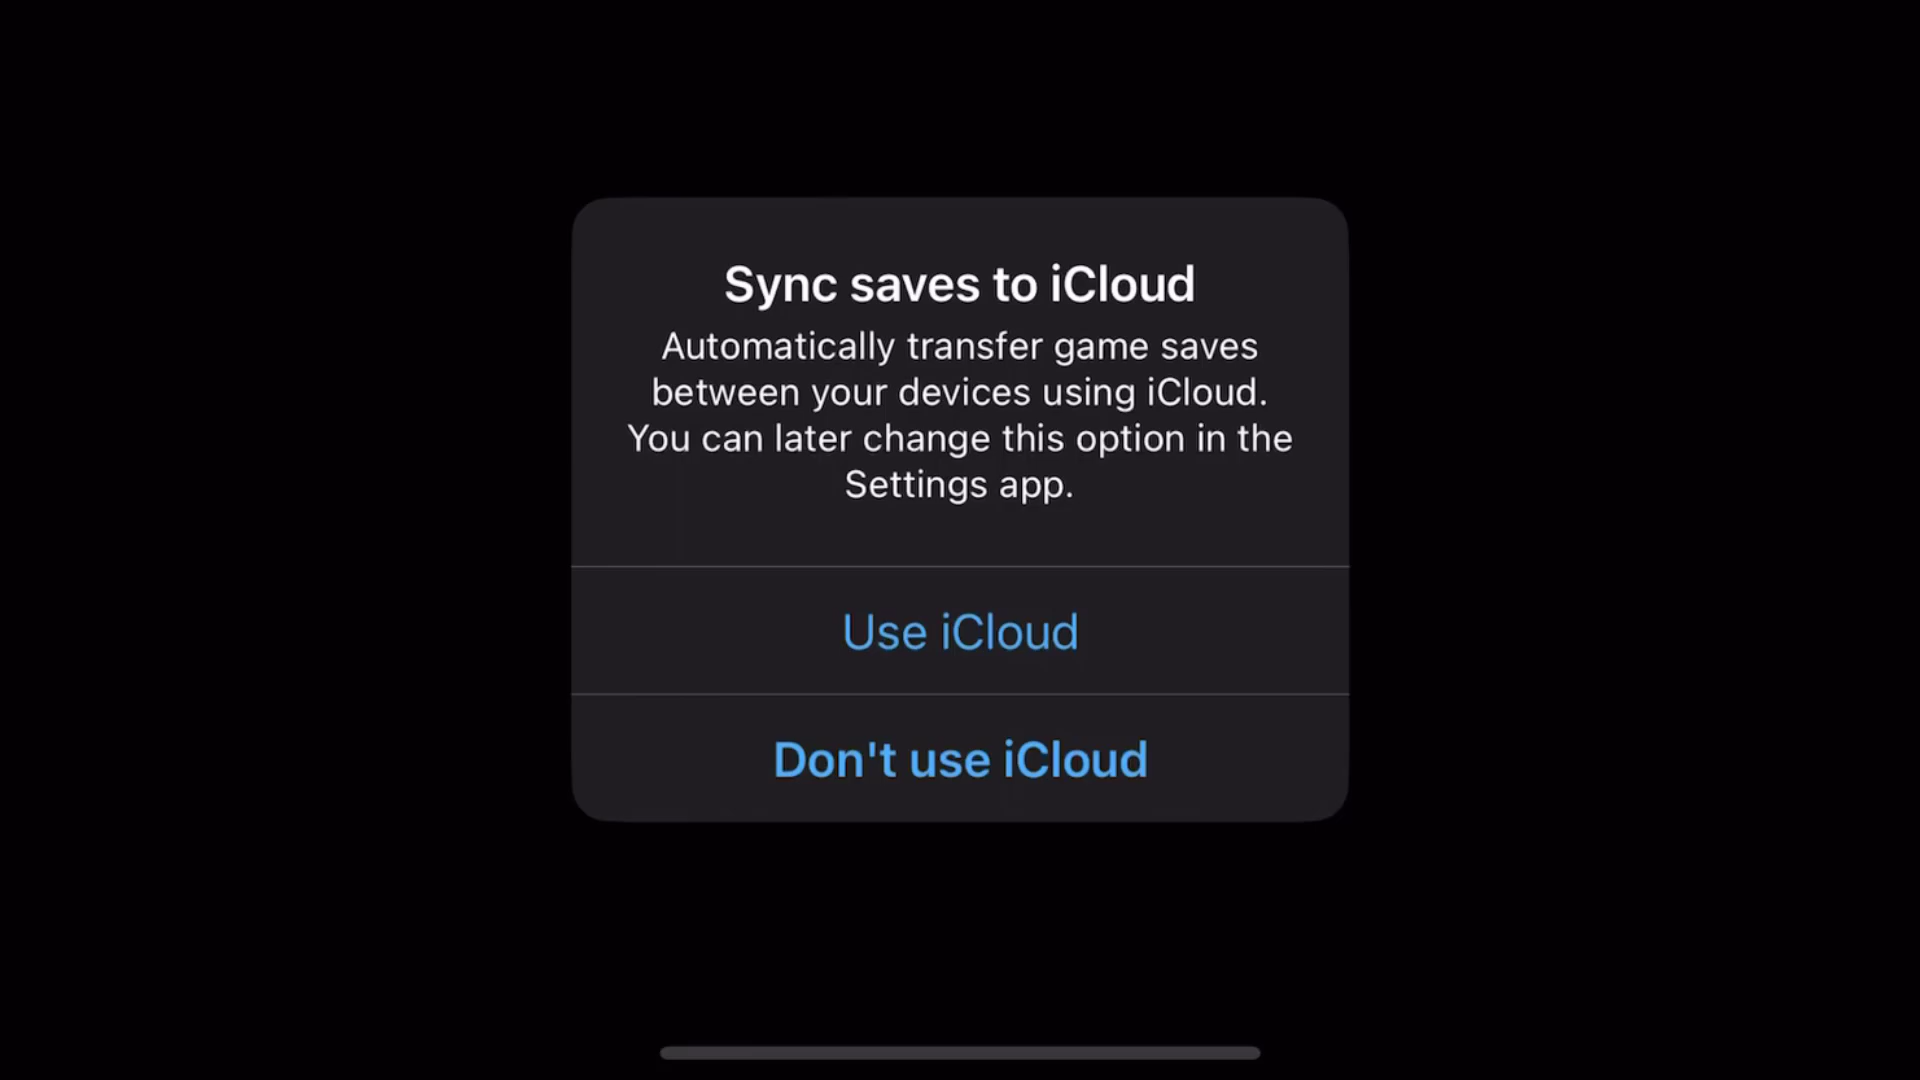 Sync saves to iCloud
Automatically transfer game saves
between your devices using iCloud.
You can later change this option in the
Settings app.
Use iCloud
Don't use iCloud